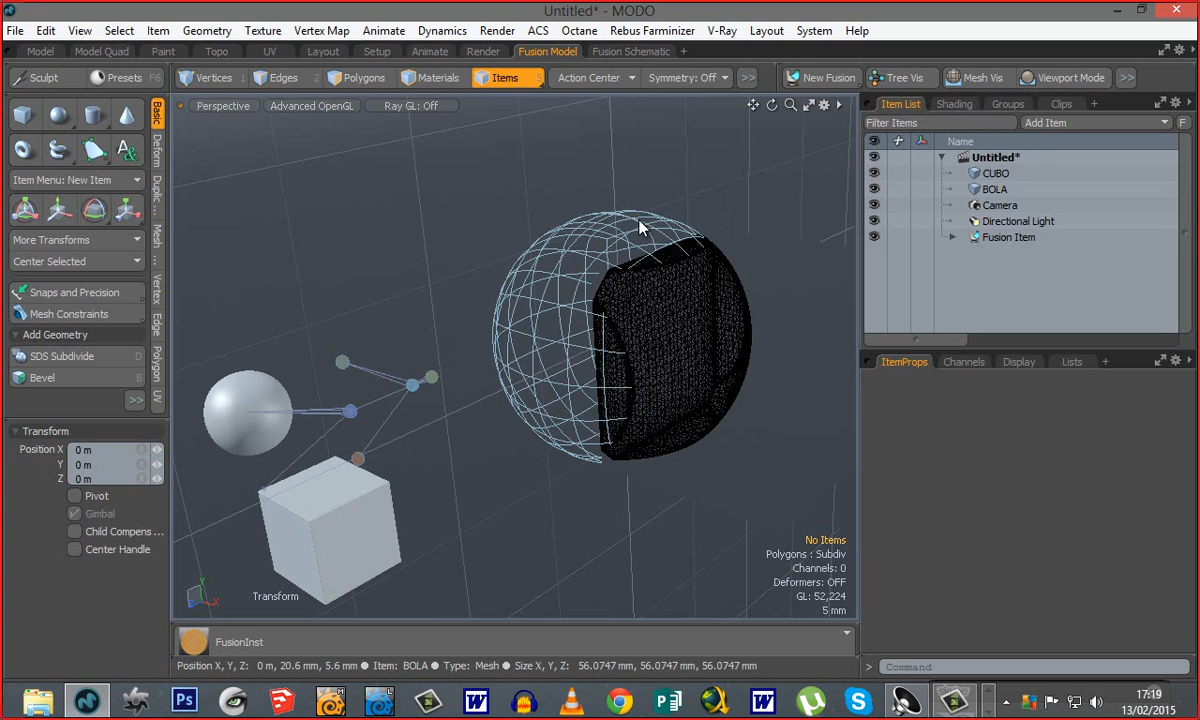 Untitled* - MODO
File Edit View Select Item Geometry Texture Vertex Map Animate Dynamics Render ACS Octane Rebus Farminizer V-Ray Layout System Help
Model Model Quad Paint Topo UV Layout Setup Animate Render Fusion Model Fusion Schematic +
Sculpt Presets F6 Vertices 1 Edges 2 Polygons Materials Items 5 Action Center Symmetry: Off >> New Fusion Tree Vis Mesh Vis Viewport Mode >>
Perspective Advanced OpenGL Ray GL: Off
Item List Shading Groups Clips +
Filter Items Add Item F
Name
Untitled*
CUBO
BOLA
Camera
Directional Light
Fusion Item
Basic
Deform
Duplic ...
Mesh ...
Vertex
Edge
Polygon
UV
Item Menu: New Item
More Transforms
Center Selected
Snaps and Precision
Mesh Constraints
Add Geometry
SDS Subdivide D
Bevel B
>>
Transform
Position X 0 m
Y 0 m
Z 0 m
Pivot
Gimbal
Child Compens ...
Center Handle
ItemProps Channels Display Lists +
No Items
Polygons : Subdiv
Channels: 0
Deformers: OFF
GL: 52,224
5 mm
Transform
Y
X
FusionInst
Position X, Y, Z: 0 m, 20.6 mm, 5.6 mm Item: BOLA Type: Mesh Size X, Y, Z: 56.0747 mm, 56.0747 mm, 56.0747 mm
> Command
17:19
13/02/2015